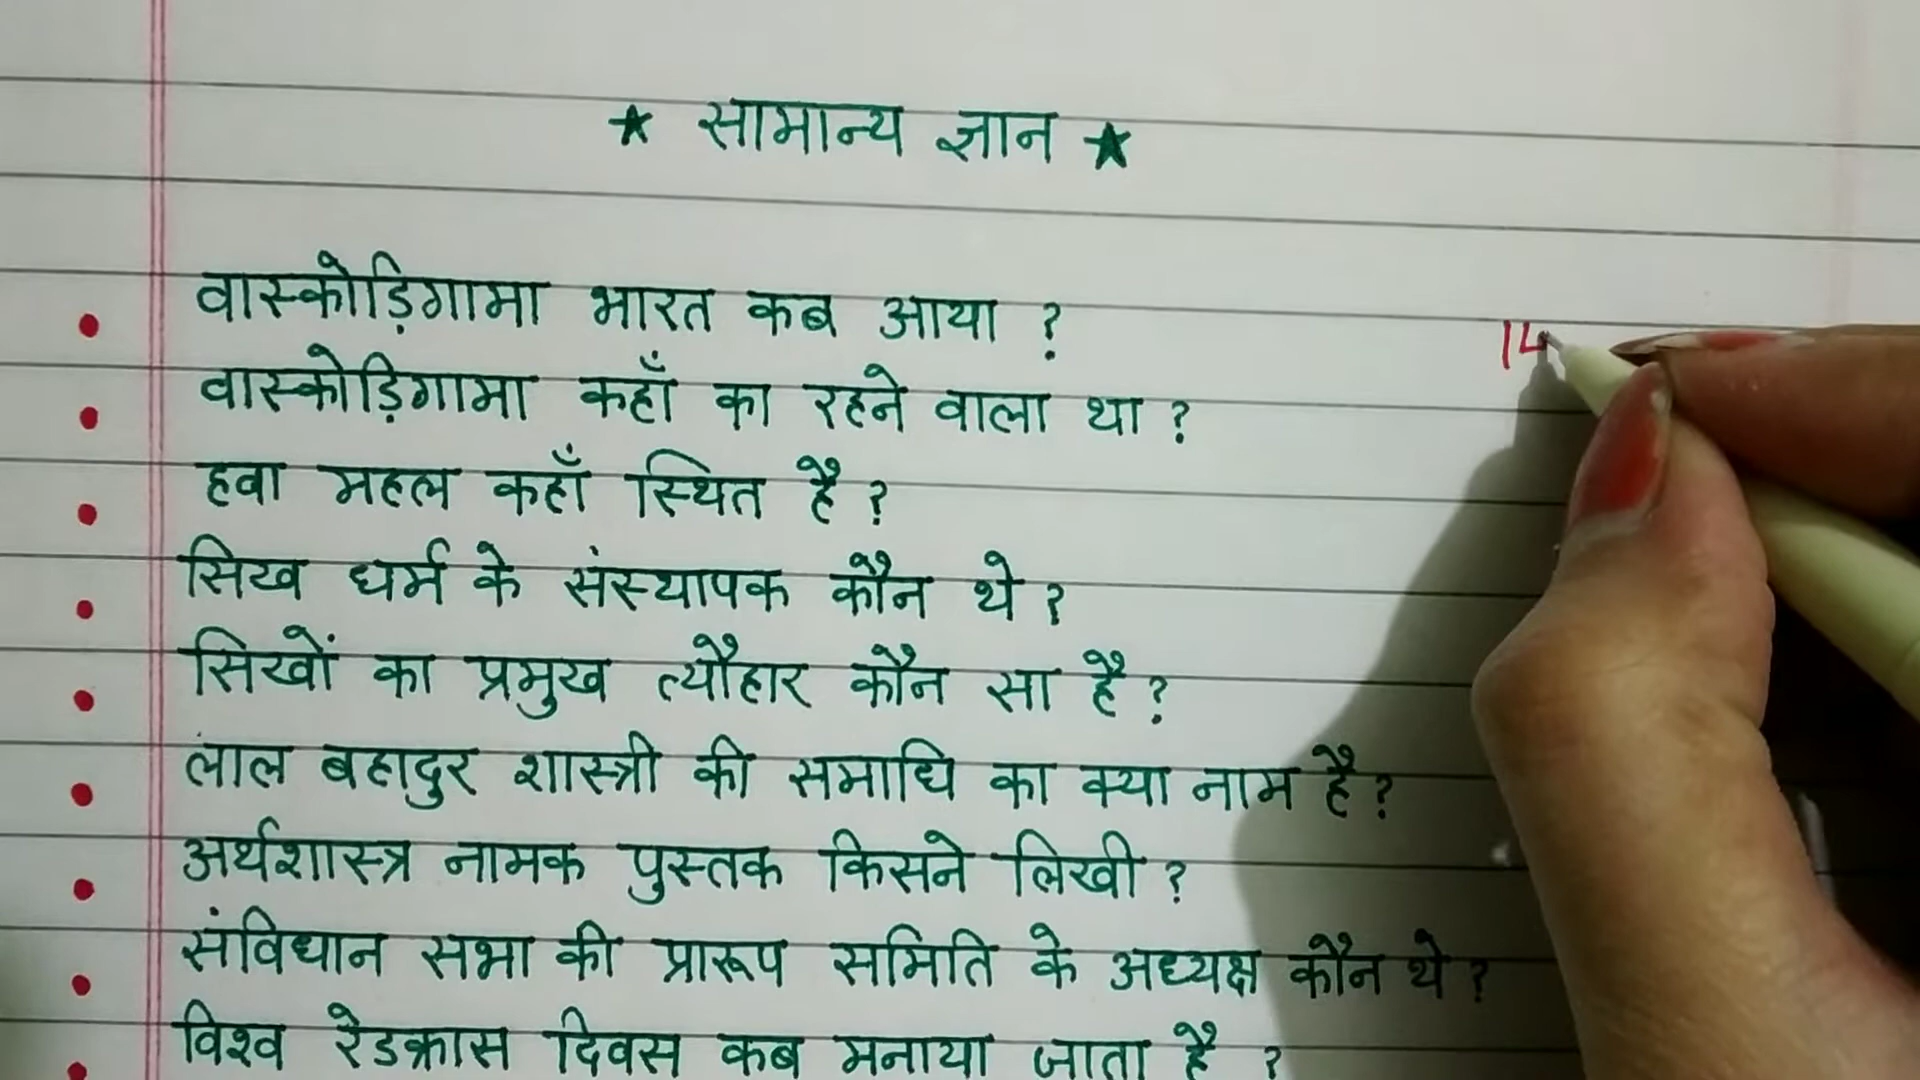 ★ सामान्य ज्ञान ★
वास्कोड़िगामा भारत कब आया ? 14
वास्कोड़िगामा कहाँ का रहने वाला था ?
हवा महल कहाँ स्थित है ?
सिख धर्म के संस्थापक कौन थे ?
सिखों का प्रमुख त्यौहार कौन सा है ?
लाल बहादुर शास्त्री की समाधि का क्या नाम है ?
अर्थशास्त्र नामक पुस्तक किसने लिखी ?
संविधान सभा की प्रारूप समिति के अध्यक्ष कौन थे ?
विश्व रेडक्रास दिवस कब मनाया जाता है ?